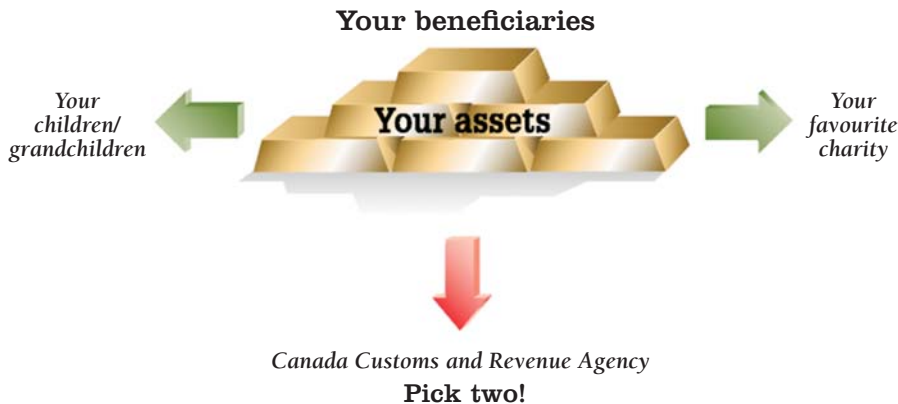 Your beneficiaries
Your
children/
grandchildren
Your assets
Your
favourite
charity
Canada Customs and Revenue Agency
Pick two!